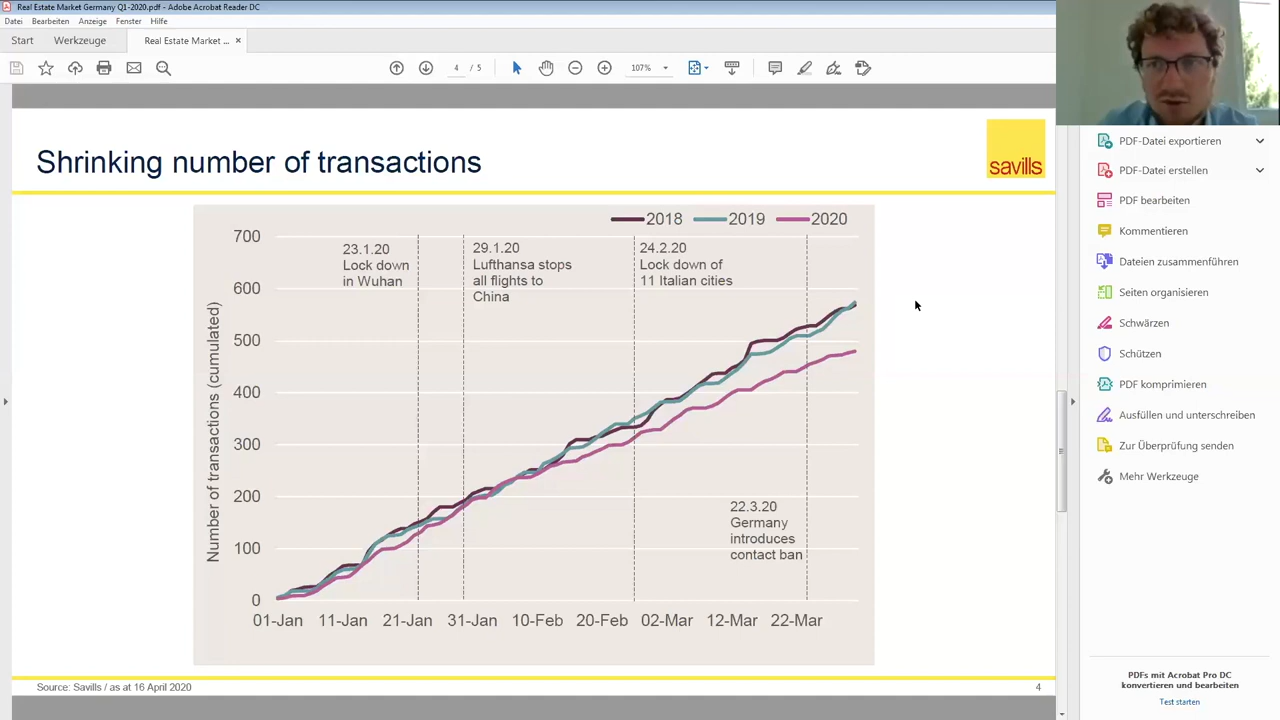 Real Estate Market Germany Q1-2020.pdf - Adobe Acrobat Reader DC
Datei Bearbeiten Anzeige Fenster Hilfe
Start Werkzeuge Real Estate Market ... ×
4 / 5 107%
Shrinking number of transactions
savills
2018 2019 2020
Number of transactions (cumulated)
700
600
500
400
300
200
100
0
23.1.20
Lock down
in Wuhan
29.1.20
Lufthansa stops
all flights to
China
24.2.20
Lock down of
11 Italian cities
22.3.20
Germany
introduces
contact ban
01-Jan 11-Jan 21-Jan 31-Jan 10-Feb 20-Feb 02-Mar 12-Mar 22-Mar
Source: Savills / as at 16 April 2020
4
PDF-Datei exportieren
PDF-Datei erstellen
PDF bearbeiten
Kommentieren
Dateien zusammenführen
Seiten organisieren
Schwärzen
Schützen
PDF komprimieren
Ausfüllen und unterschreiben
Zur Überprüfung senden
Mehr Werkzeuge
PDFs mit Acrobat Pro DC
konvertieren und bearbeiten
Test starten